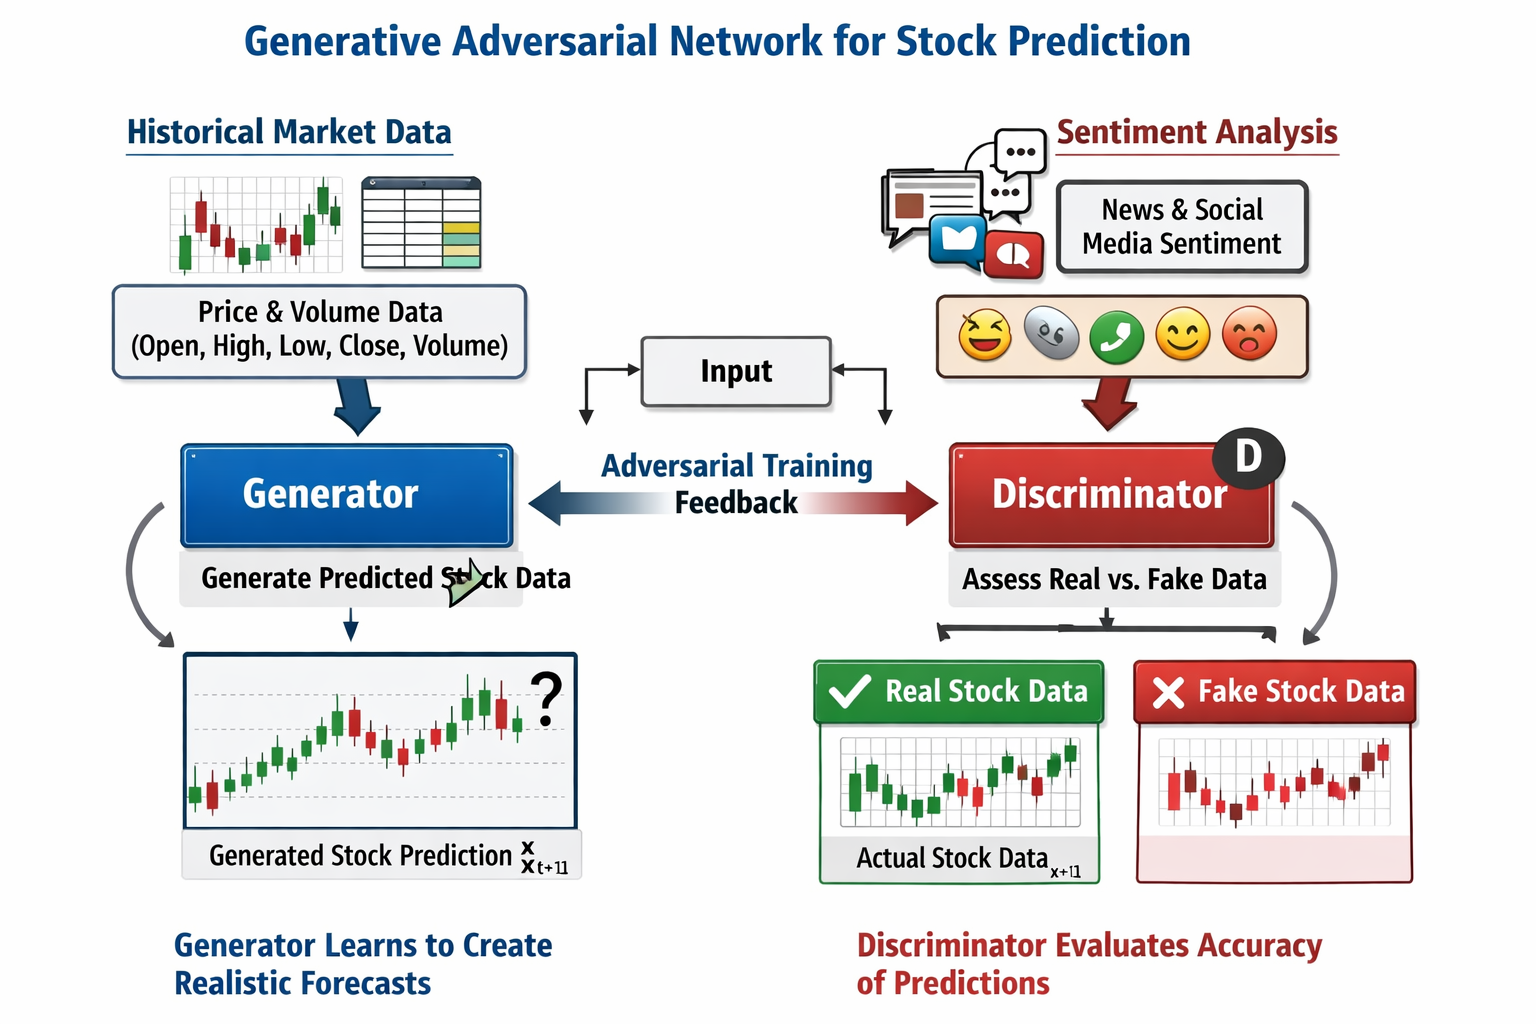 Generative Adversarial Network for Stock Prediction
Historical Market Data
Sentiment Analysis
News & Social
Media Sentiment
Price & Volume Data
(Open, High, Low, Close, Volume)
Input
Generator
Adversarial Training
Feedback
Discriminator
D
Generate Predicted Stock Data
Assess Real vs. Fake Data
?
Real Stock Data
Fake Stock Data
Generated Stock Prediction x
x t+11
Actual Stock Data x+11
Generator Learns to Create
Realistic Forecasts
Discriminator Evaluates Accuracy
of Predictions